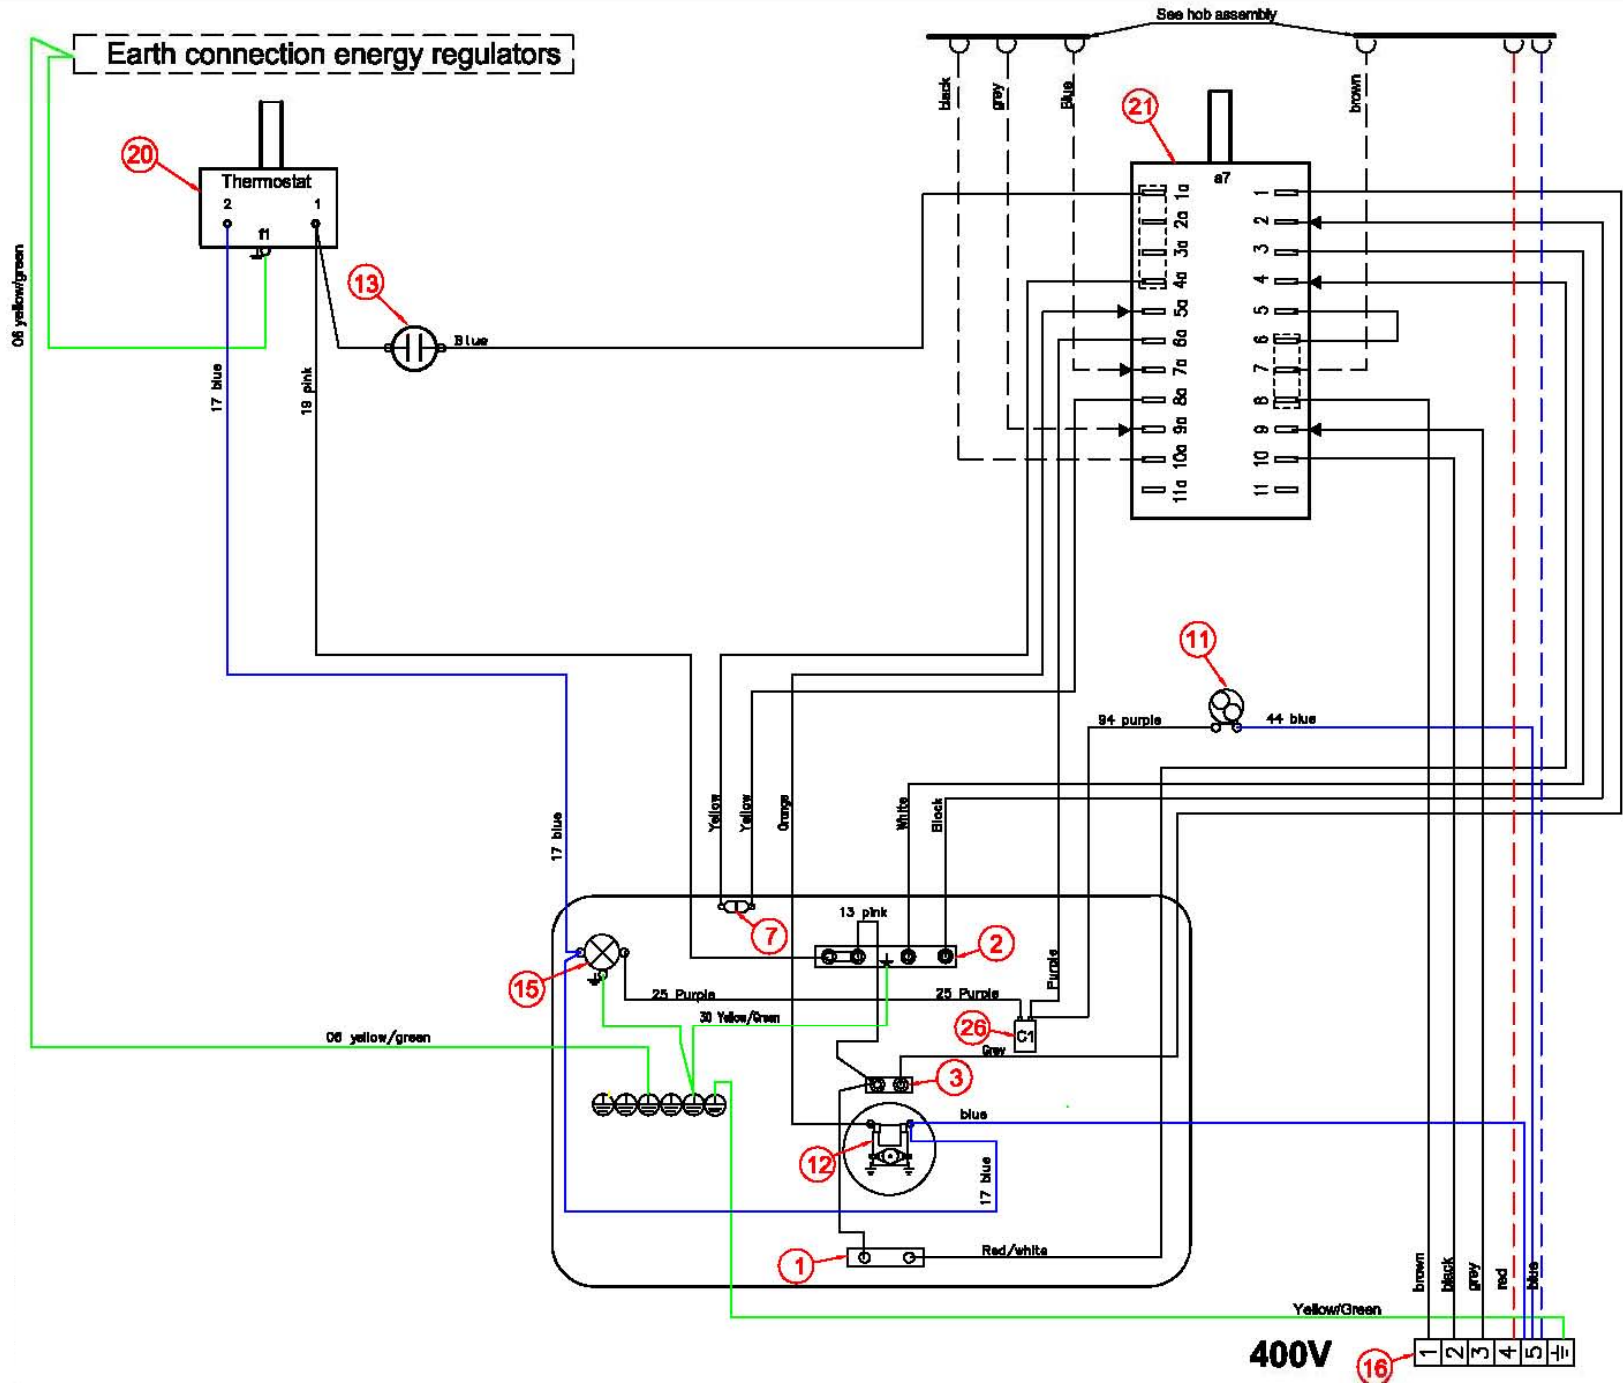 See hob assembly
Earth connection energy regulators
black
grey
Blue
brown
21
20
Thermostat
2
1
f1
a7
1a
2a
3a
4a
5a
6a
7a
8a
9a
10a
11a
1
2
3
4
5
6
7
8
9
10
11
06 yellow/green
13
Blue
17 blue
19 pink
11
94 purple
44 blue
17 blue
Yellow
Yellow
Orange
White
Black
13 pink
7
2
15
25 Purple
25 Purple
Purple
30 Yellow/Green
26
C1
06 yellow/green
Grey
3
blue
12
17 blue
1
Red/white
brown
black
grey
red
blue
Yellow/Green
400V
16
1
2
3
4
5